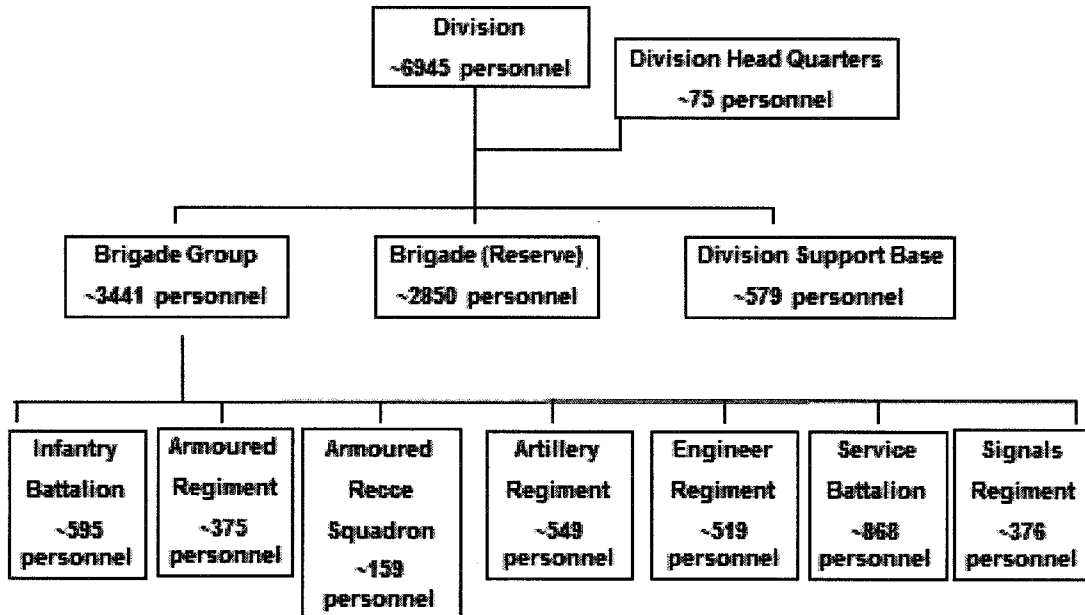 Division
~6945 personnel
Division Head Quarters
~75 personnel
Brigade Group
~3441 personnel
Brigade (Reserve)
~2850 personnel
Division Support Base
~579 personnel
Infantry
Battalion
~595
personnel
Armoured
Regiment
~375
personnel
Armoured
Recce
Squadron
~159
personnel
Artillery
Regiment
~549
personnel
Engineer
Regiment
~519
personnel
Service
Battalion
~868
personnel
Signals
Regiment
~376
personnel